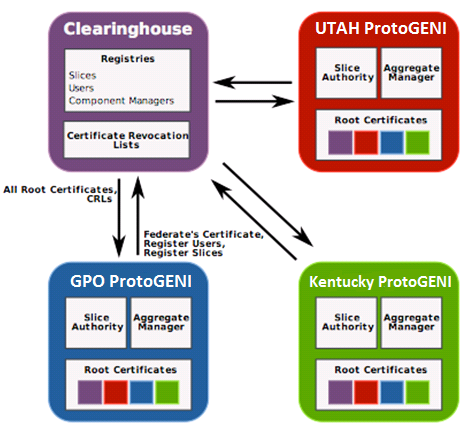 Clearinghouse
Registries
Slices
Users
Component Managers
Certificate Revocation
Lists
UTAH ProtoGENI
Slice
Authority
Aggregate
Manager
Root Certificates
All Root Certificates,
CRLs
Federate's Certificate,
Register Users,
Register Slices
GPO ProtoGENI
Slice
Authority
Aggregate
Manager
Root Certificates
Kentucky ProtoGENI
Slice
Authority
Aggregate
Manager
Root Certificates